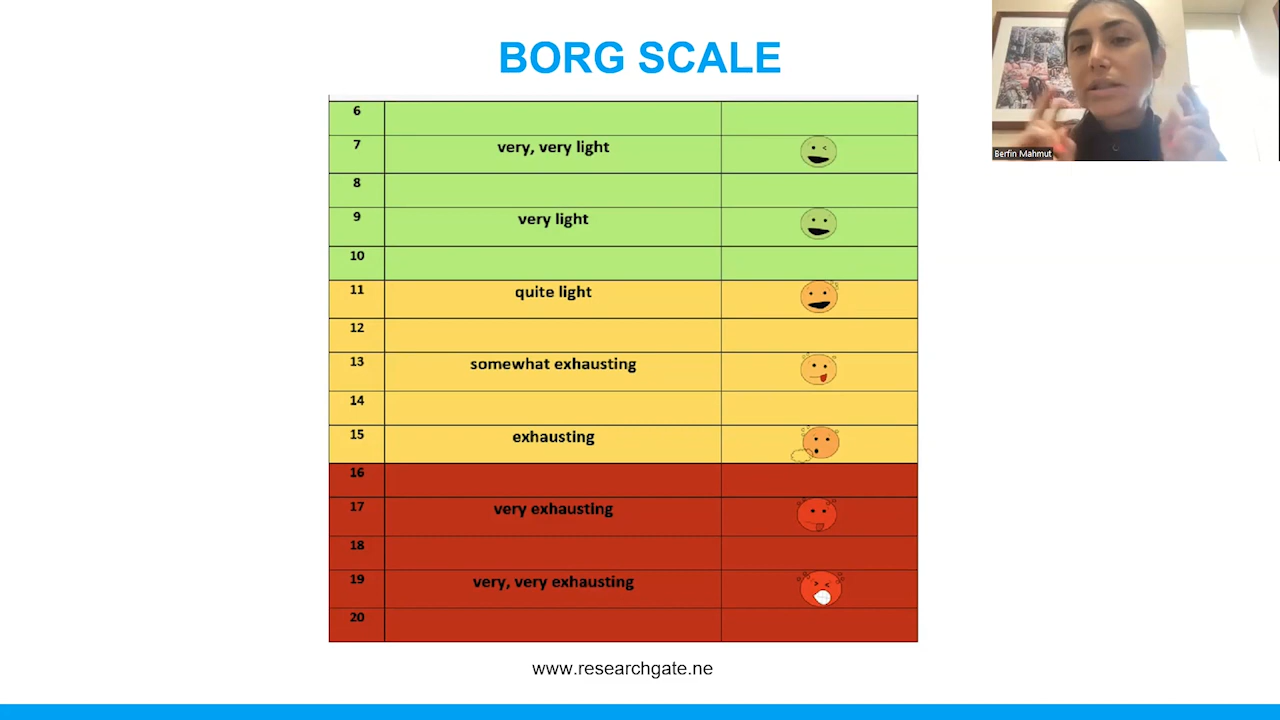 BORG SCALE
6
7 very, very light
8
9 very light
10
11 quite light
12
13 somewhat exhausting
14
15 exhausting
16
17 very exhausting
18
19 very, very exhausting
20
www.researchgate.ne
Berfin Mahmut